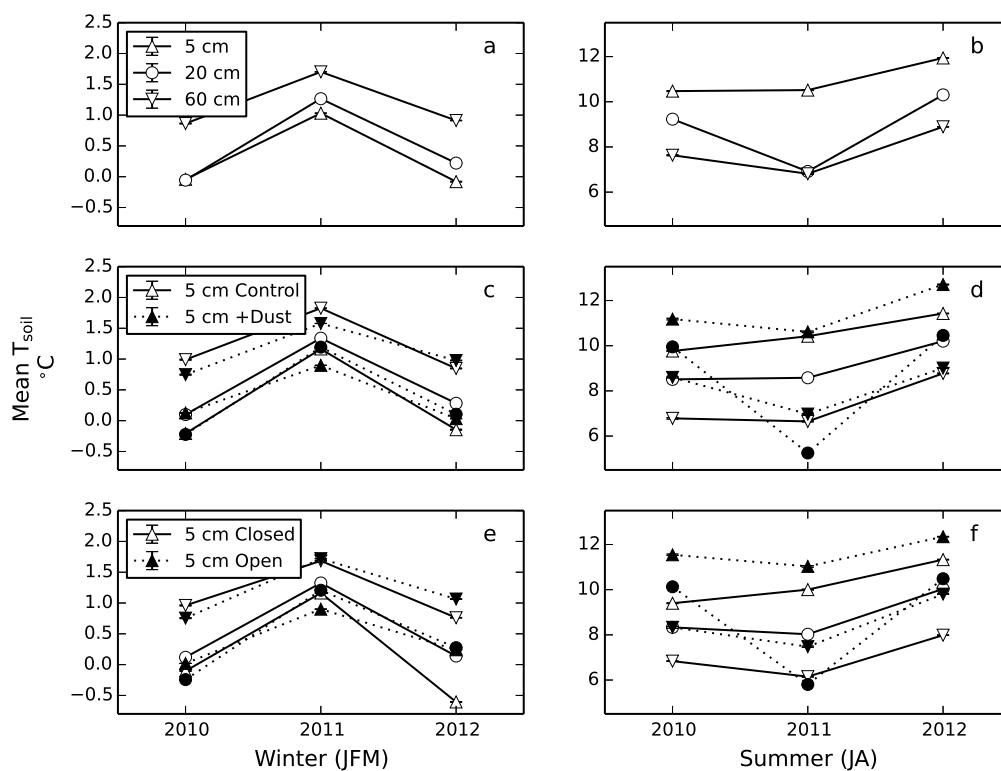 2.5
2.0
1.5
1.0
0.5
0.0
−0.5
5 cm
20 cm
60 cm
a
12
10
8
6
b
2.5
2.0
1.5
1.0
0.5
0.0
−0.5
5 cm Control
5 cm +Dust
c
12
10
8
6
d
Mean Tsoil
°C
2.5
2.0
1.5
1.0
0.5
0.0
−0.5
5 cm Closed
5 cm Open
e
12
10
8
6
f
2010 2011 2012
2010 2011 2012
Winter (JFM)
Summer (JA)